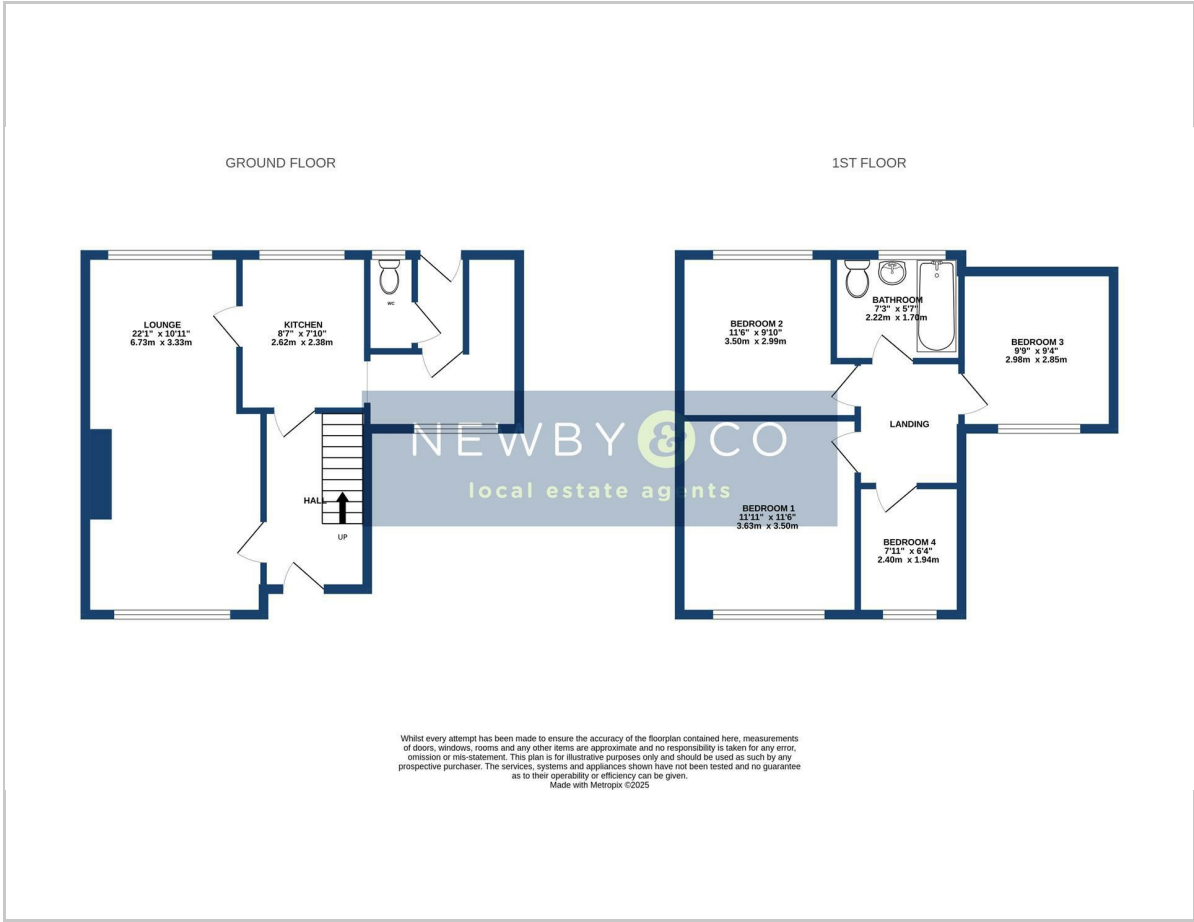 GROUND FLOOR
LOUNGE
22'1" x 10'11"
6.73m x 3.33m
KITCHEN
8'7" x 7'10"
2.62m x 2.38m
WC
HALL
UP
1ST FLOOR
BEDROOM 2
11'6" x 9'10"
3.50m x 2.99m
BATHROOM
7'3" x 5'7"
2.22m x 1.70m
BEDROOM 3
9'9" x 9'4"
2.98m x 2.85m
LANDING
BEDROOM 1
11'11" x 11'6"
3.63m x 3.50m
BEDROOM 4
7'11" x 6'4"
2.40m x 1.94m
NEWBY & CO
local estate agents
Whilst every attempt has been made to ensure the accuracy of the floorplan contained here, measurements
of doors, windows, rooms and any other items are approximate and no responsibility is taken for any error,
omission or mis-statement. This plan is for illustrative purposes only and should be used as such by any
prospective purchaser. The services, systems and appliances shown have not been tested and no guarantee
as to their operability or efficiency can be given.
Made with Metropix ©2025